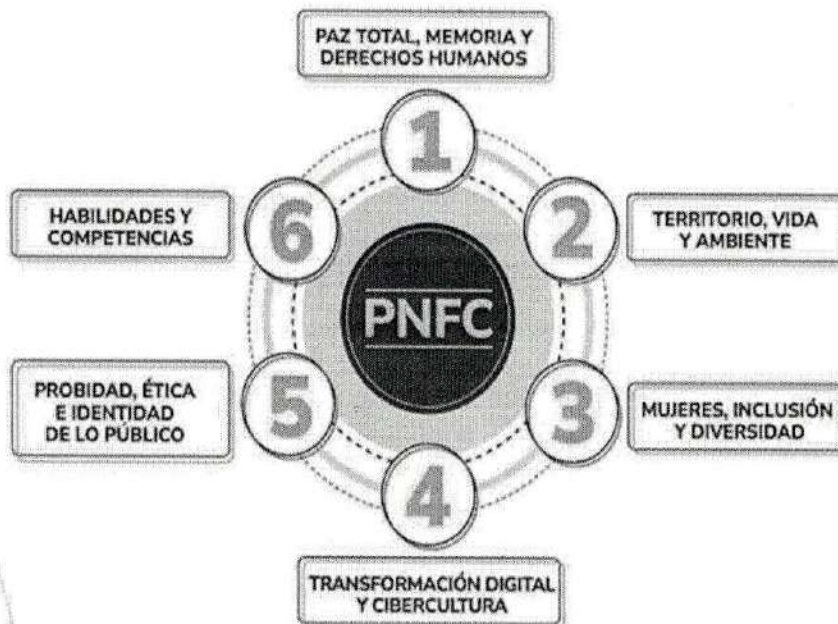 PAZ TOTAL, MEMORIA Y
DERECHOS HUMANOS
1
2
TERRITORIO, VIDA
Y AMBIENTE
3
MUJERES, INCLUSIÓN
Y DIVERSIDAD
4
TRANSFORMACIÓN DIGITAL
Y CIBERCULTURA
5
PROBIDAD, ÉTICA
E IDENTIDAD
DE LO PÚBLICO
6
HABILIDADES Y
COMPETENCIAS
PNFC